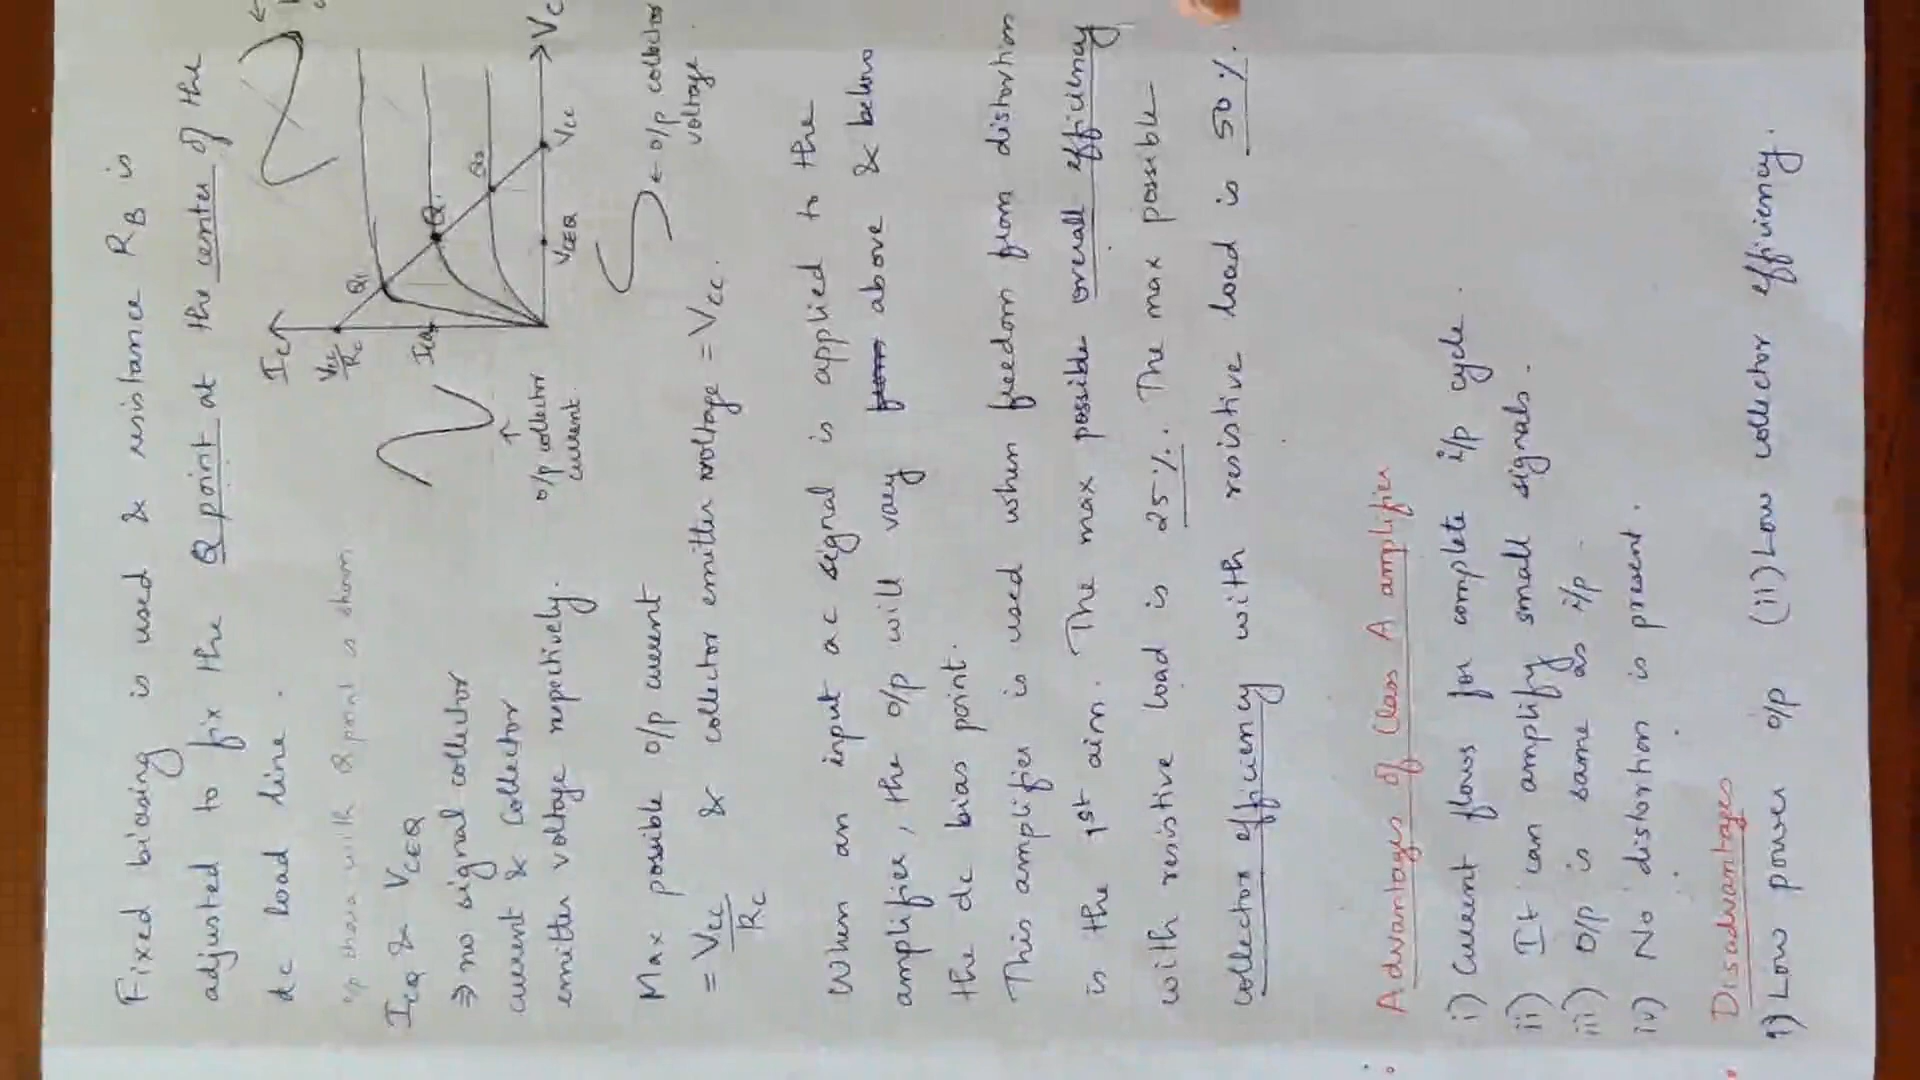 Fixed biasing is used & resistance RB is
adjusted to fix the Q point at the center of the
dc load line.
o/p chara with Q point is shown
ICQ & VCEQ
⇒ no signal collector
current & collector
emitter voltage respectively.
IC
VCC/RC
ICQ
Q1
Q
Q2
VCEQ
VCC
VC
↑
o/p collector
current.
← o/p collector
voltage.
Max possible o/p current
= VCC/RC & collector emitter voltage = VCC.
When an input ac signal is applied to the
amplifier, the o/p will vary above & below
the dc bias point.
This amplifier is used when freedom from distortion
is the 1st aim. The max possible overall efficiency
with resistive load is 25%. The max possible
collector efficiency with resistive load is 50%.
Advantages of Class A amplifier
i) Current flows for complete i/p cycle.
ii) It can amplify small signals.
iii) O/p is same as i/p.
iv) No distortion is present.
Disadvantages
i) Low power o/p (ii) Low collector efficiency.